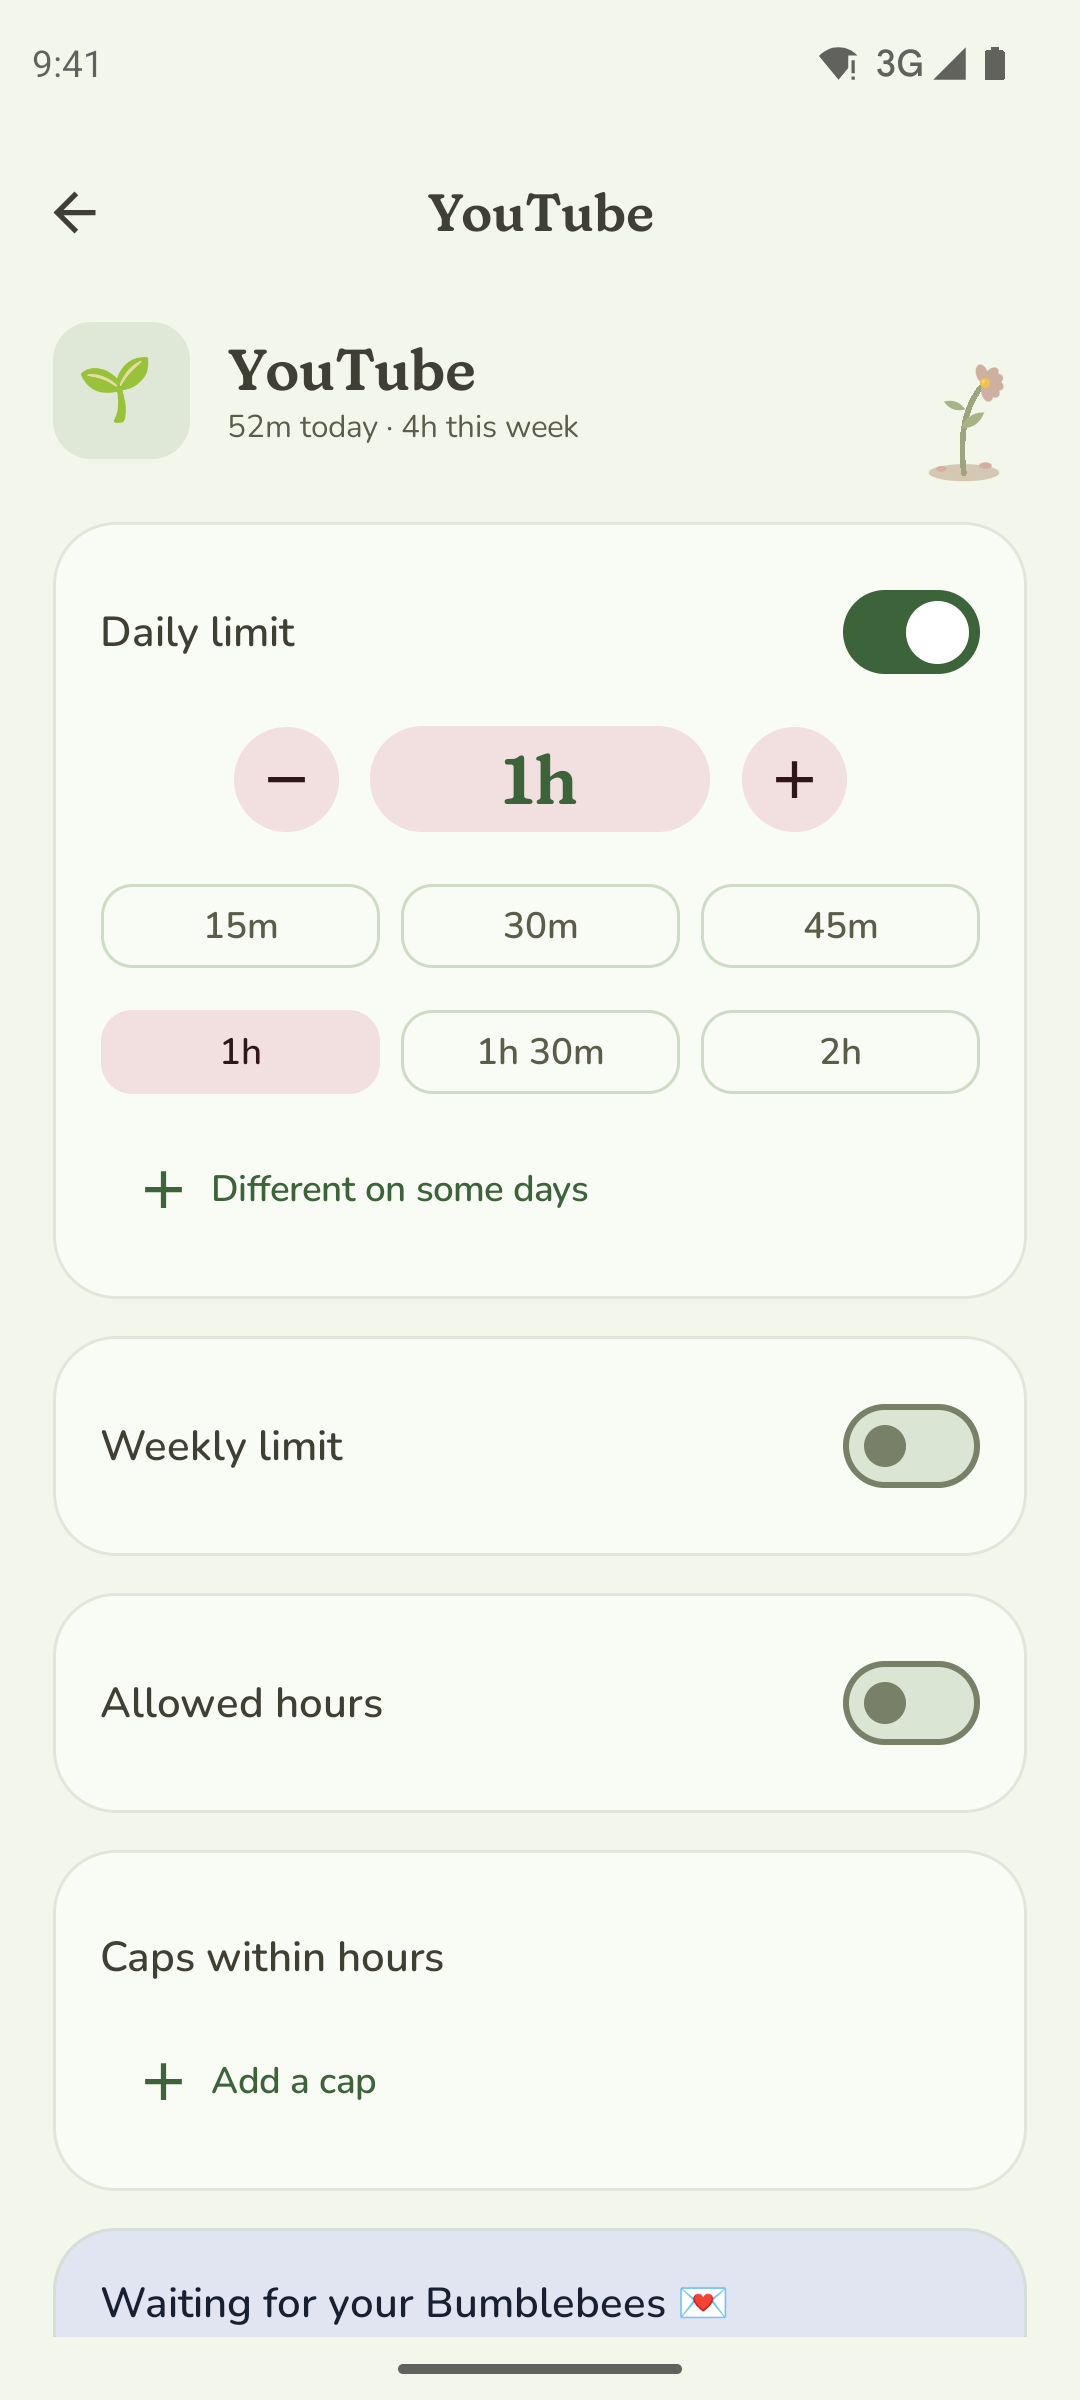 9:41
3G
YouTube
YouTube
52m today · 4h this week
Daily limit
1h
15m
30m
45m
1h
1h 30m
2h
Different on some days
Weekly limit
Allowed hours
Caps within hours
Add a cap
Waiting for your Bumblebees 💌